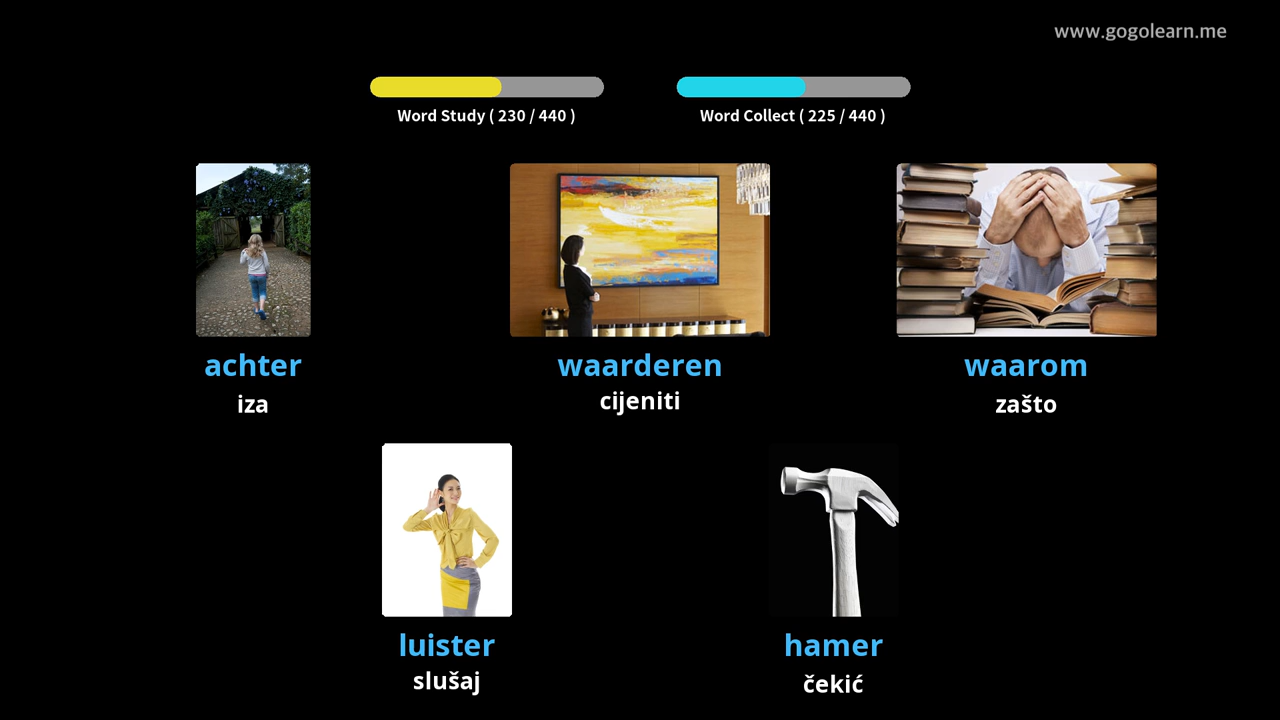 www.gogolearn.me
Word Study ( 230 / 440 )
Word Collect ( 225 / 440 )
achter
iza
waarderen
cijeniti
waarom
zašto
luister
slušaj
hamer
čekić